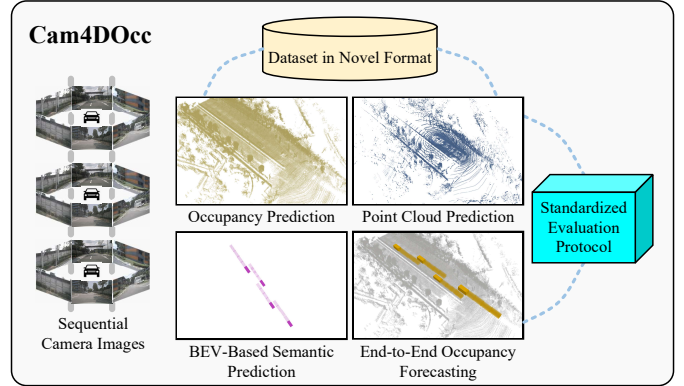 Cam4DOcc
Dataset in Novel Format
Occupancy Prediction
Point Cloud Prediction
Standardized
Evaluation
Protocol
Sequential
Camera Images
BEV-Based Semantic
Prediction
End-to-End Occupancy
Forecasting